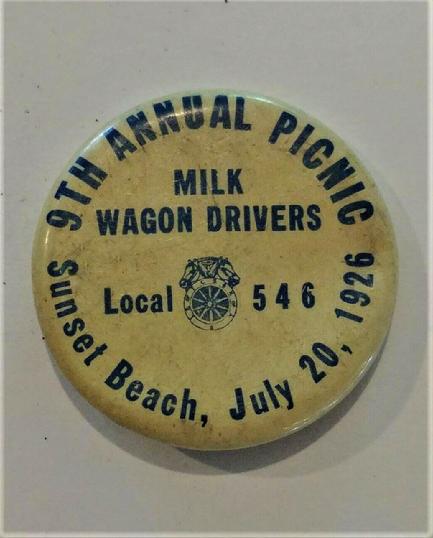 9TH ANNUAL PICNIC
MILK
WAGON DRIVERS
Local 546
Sunset Beach, July 20, 1926